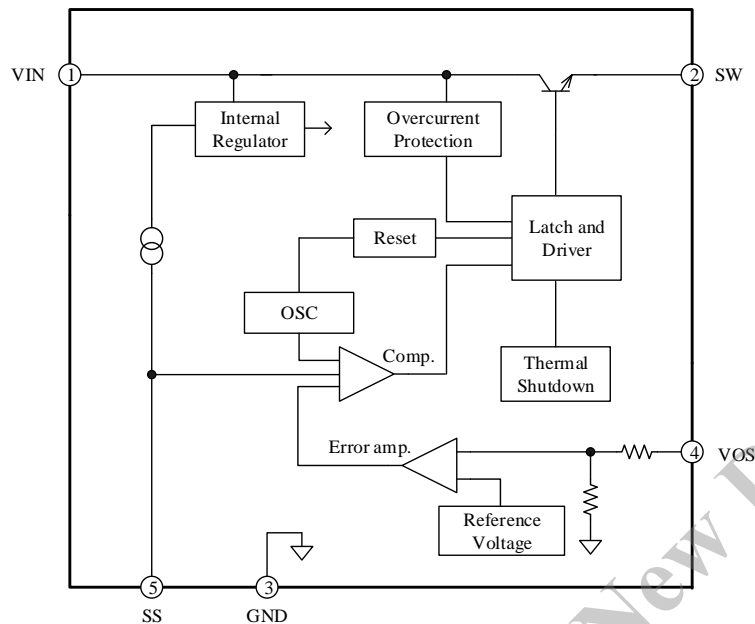 VIN
1
2
SW
Internal
Regulator
Overcurrent
Protection
Latch and
Driver
Reset
OSC
Comp.
Thermal
Shutdown
Error amp.
4
VOS
Reference
Voltage
5
3
SS
GND
New